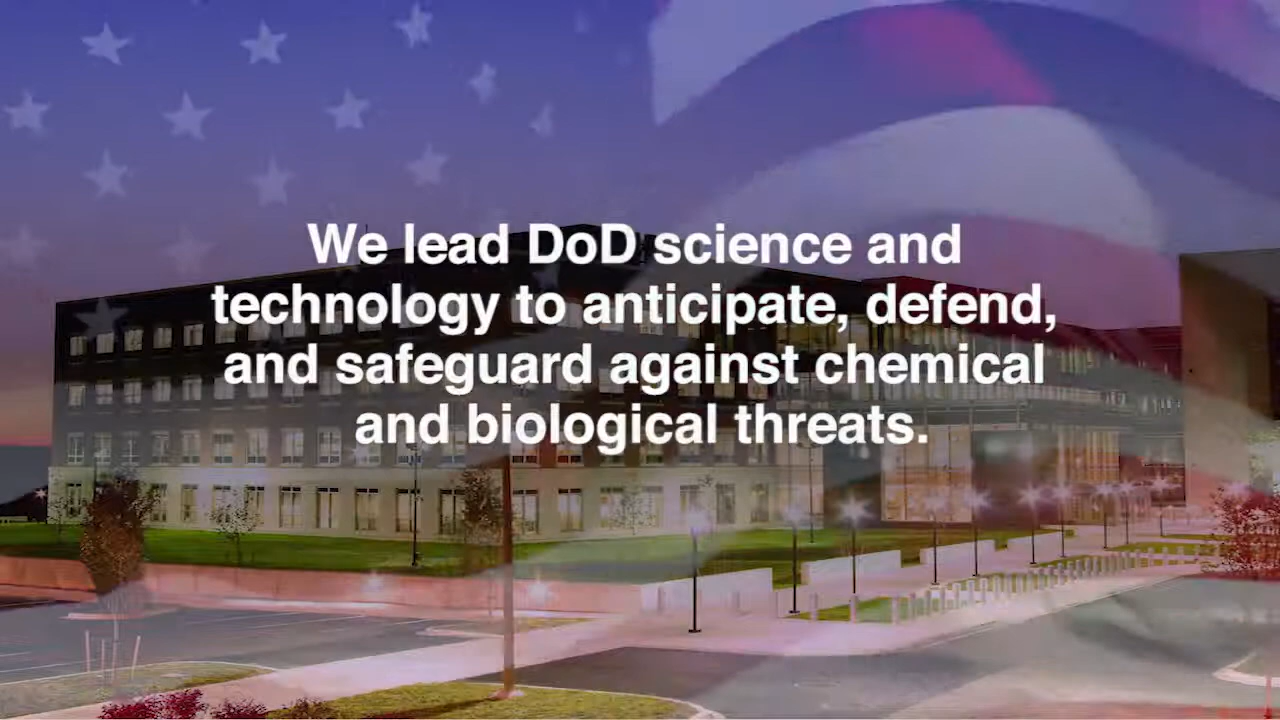 We lead DoD science and
technology to anticipate, defend,
and safeguard against chemical
and biological threats.